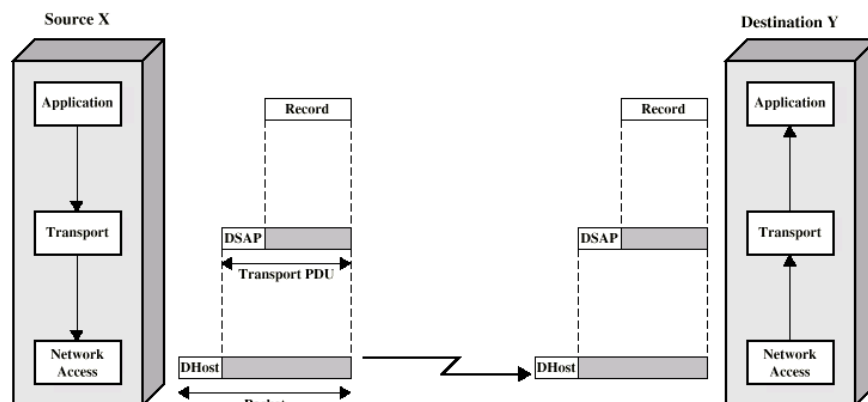 Source X
Destination Y
Application
Record
Record
Application
Transport
DSAP
DSAP
Transport
Transport PDU
Network
Access
DHost
DHost
Network
Access